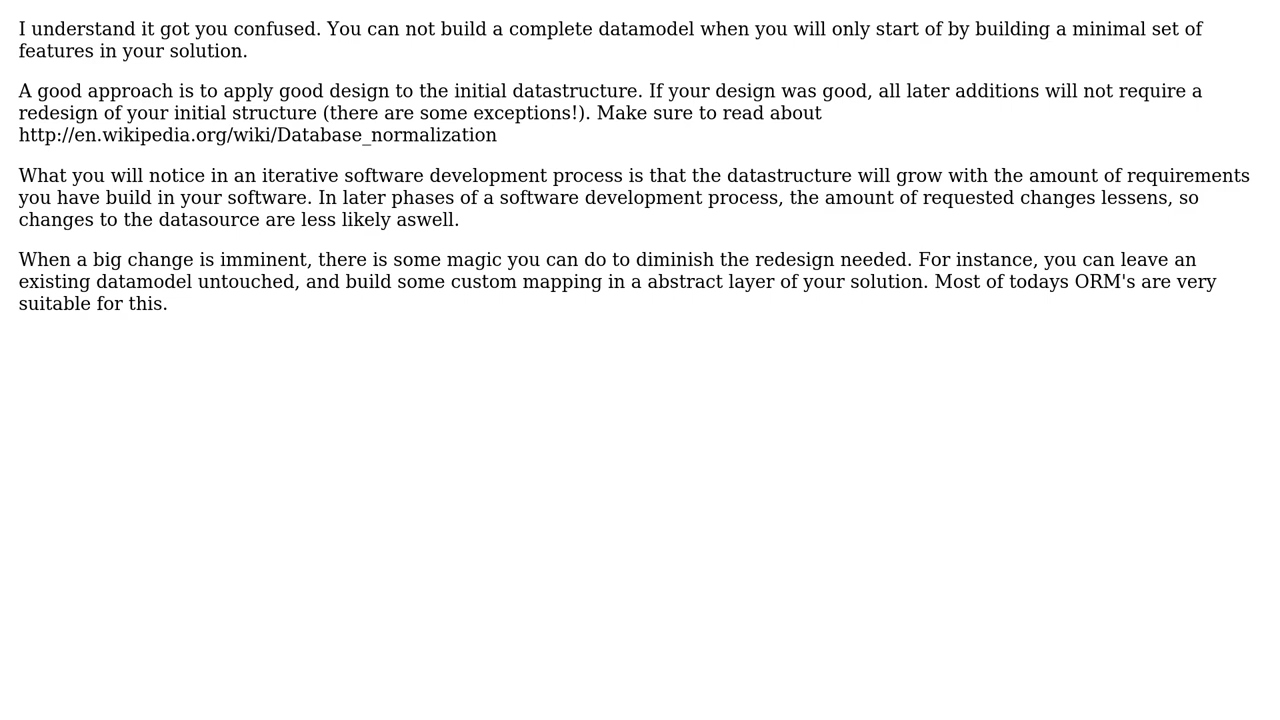 I understand it got you confused. You can not build a complete datamodel when you will only start of by building a minimal set of
features in your solution.
A good approach is to apply good design to the initial datastructure. If your design was good, all later additions will not require a
redesign of your initial structure (there are some exceptions!). Make sure to read about
http://en.wikipedia.org/wiki/Database_normalization
What you will notice in an iterative software development process is that the datastructure will grow with the amount of requirements
you have build in your software. In later phases of a software development process, the amount of requested changes lessens, so
changes to the datasource are less likely aswell.
When a big change is imminent, there is some magic you can do to diminish the redesign needed. For instance, you can leave an
existing datamodel untouched, and build some custom mapping in a abstract layer of your solution. Most of todays ORM's are very
suitable for this.